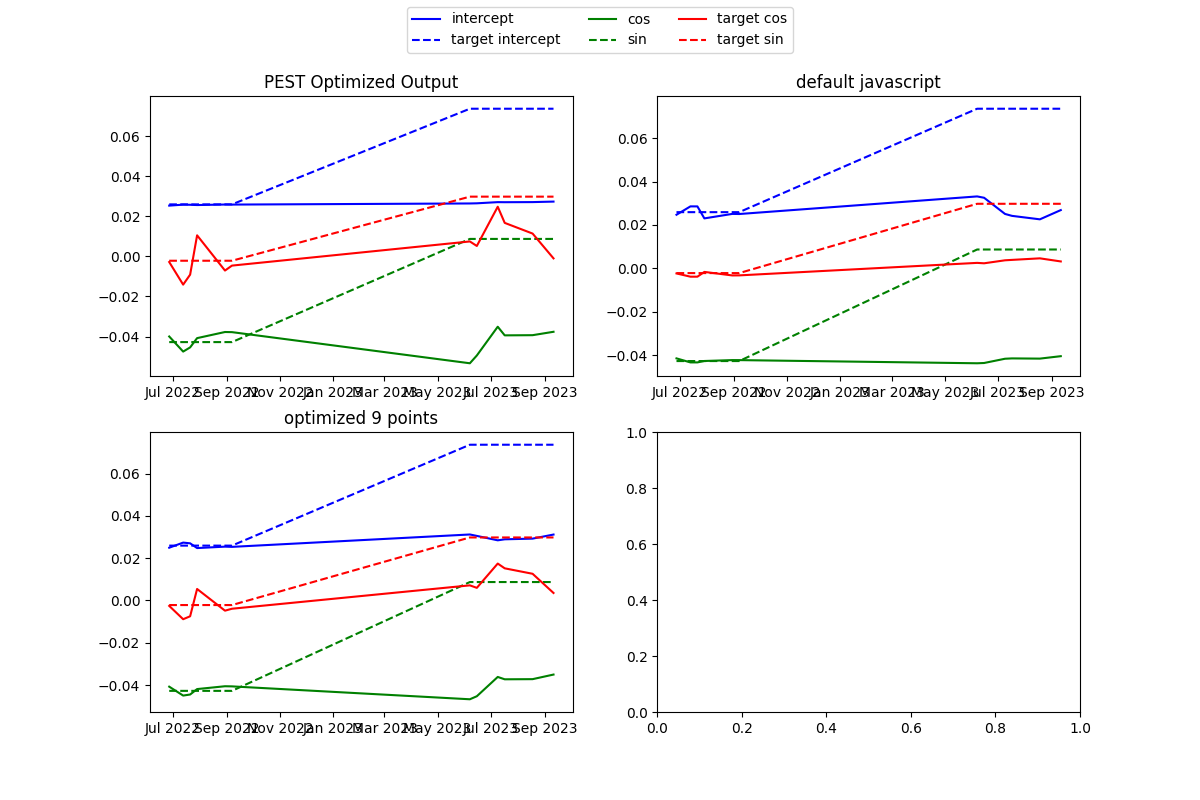 intercept cos target cos
target intercept sin target sin
PEST Optimized Output
default javascript
0.06
0.04
0.02
0.00
−0.02
−0.04
Jul 2022 Sep 2022 Nov 2022 Jan 2023 Mar 2023 May 2023 Jul 2023 Sep 2023
0.06
0.04
0.02
0.00
−0.02
−0.04
Jul 2022 Sep 2022 Nov 2022 Jan 2023 Mar 2023 May 2023 Jul 2023 Sep 2023
optimized 9 points
0.06
0.04
0.02
0.00
−0.02
−0.04
Jul 2022 Sep 2022 Nov 2022 Jan 2023 Mar 2023 May 2023 Jul 2023 Sep 2023
1.0
0.8
0.6
0.4
0.2
0.0
0.0 0.2 0.4 0.6 0.8 1.0